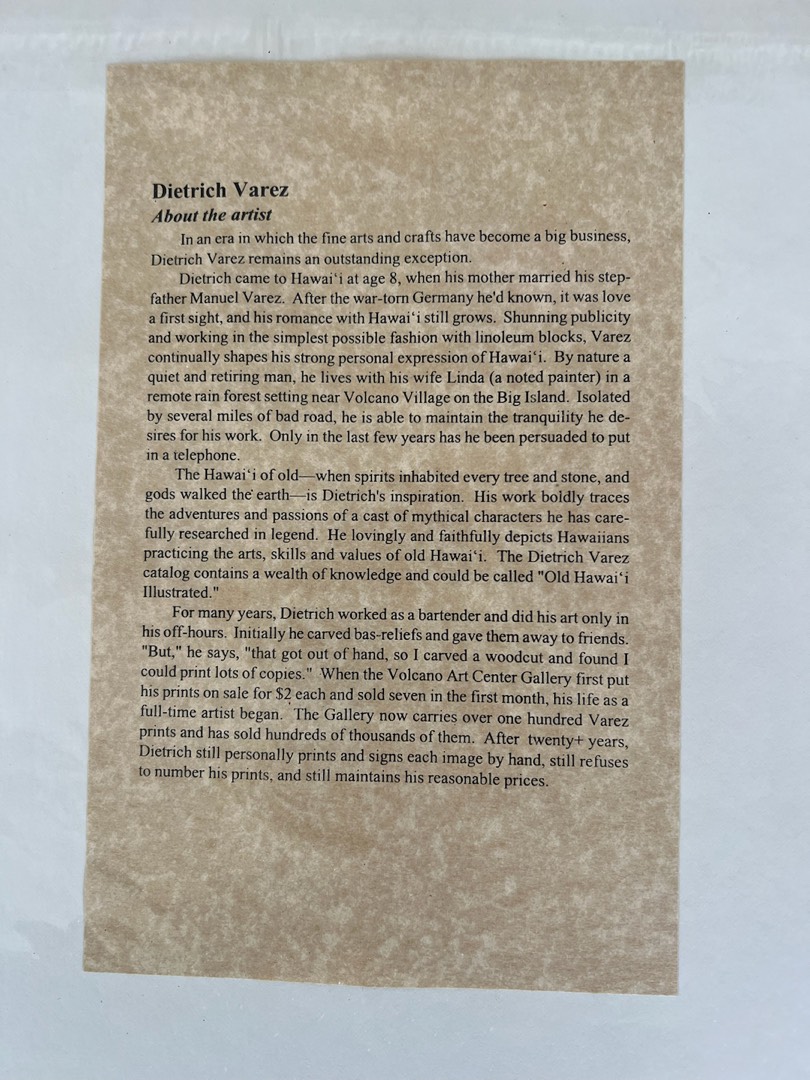 Dietrich Varez
About the artist
In an era in which the fine arts and crafts have become a big business,
Dietrich Varez remains an outstanding exception.
Dietrich came to Hawaiʻi at age 8, when his mother married his step-
father Manuel Varez. After the war-torn Germany he'd known, it was love
a first sight, and his romance with Hawaiʻi still grows. Shunning publicity
and working in the simplest possible fashion with linoleum blocks, Varez
continually shapes his strong personal expression of Hawaiʻi. By nature a
quiet and retiring man, he lives with his wife Linda (a noted painter) in a
remote rain forest setting near Volcano Village on the Big Island. Isolated
by several miles of bad road, he is able to maintain the tranquility he de-
sires for his work. Only in the last few years has he been persuaded to put
in a telephone.
The Hawaiʻi of old—when spirits inhabited every tree and stone, and
gods walked the earth—is Dietrich's inspiration. His work boldly traces
the adventures and passions of a cast of mythical characters he has care-
fully researched in legend. He lovingly and faithfully depicts Hawaiians
practicing the arts, skills and values of old Hawaiʻi. The Dietrich Varez
catalog contains a wealth of knowledge and could be called "Old Hawaiʻi
Illustrated."
For many years, Dietrich worked as a bartender and did his art only in
his off-hours. Initially he carved bas-reliefs and gave them away to friends.
"But," he says, "that got out of hand, so I carved a woodcut and found I
could print lots of copies." When the Volcano Art Center Gallery first put
his prints on sale for $2 each and sold seven in the first month, his life as a
full-time artist began. The Gallery now carries over one hundred Varez
prints and has sold hundreds of thousands of them. After twenty+ years,
Dietrich still personally prints and signs each image by hand, still refuses
to number his prints, and still maintains his reasonable prices.